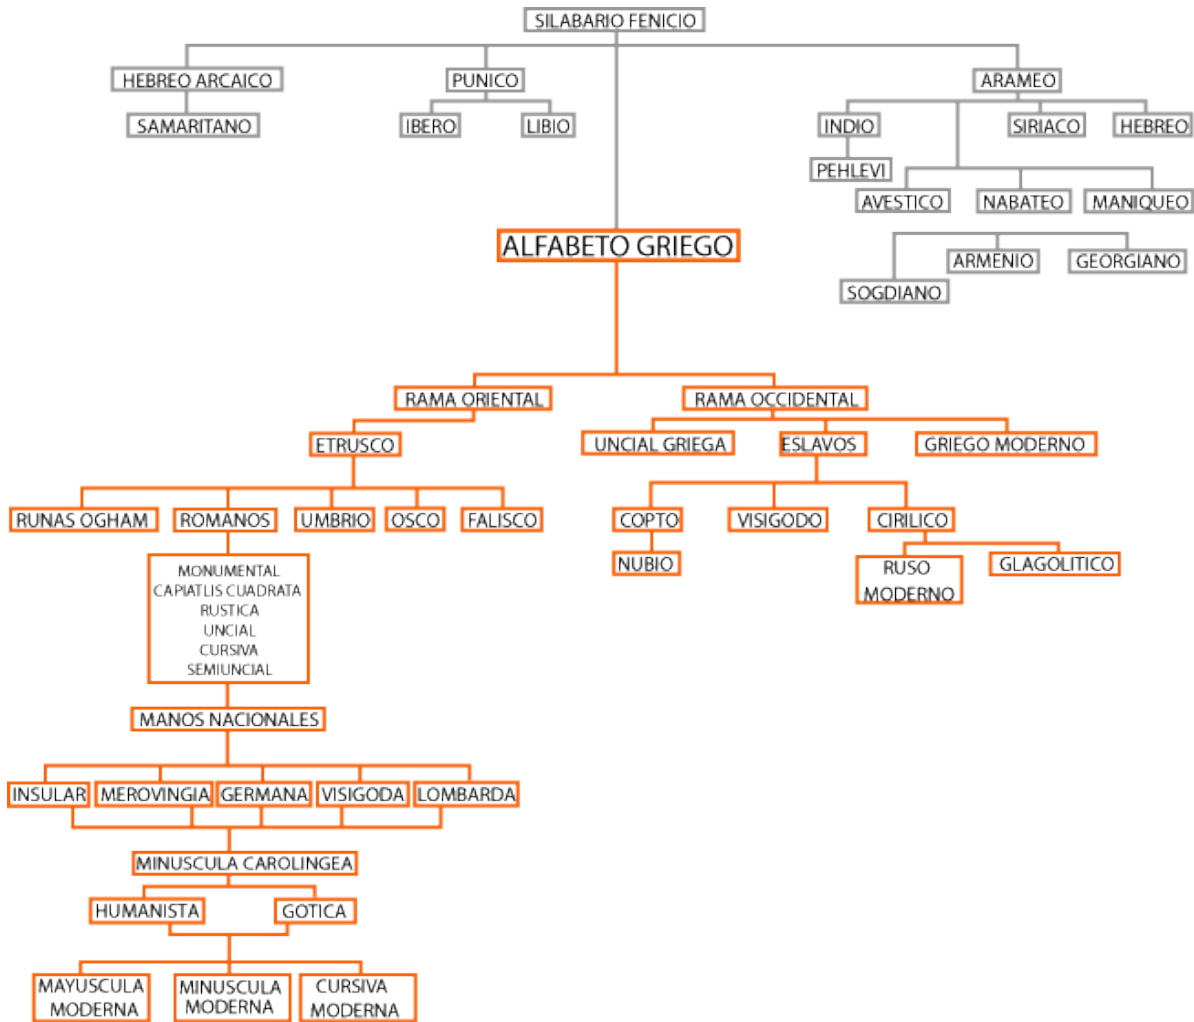 SILABARIO FENICIO
HEBREO ARCAICO
PUNICO
ARAMEO
SAMARITANO
IBERO
LIBIO
INDIO
SIRIACO
HEBREO
PEHLEVI
AVESTICO
NABATEO
MANIQUEO
ALFABETO GRIEGO
ARMENIO
GEORGIANO
SOGDIANO
RAMA ORIENTAL
RAMA OCCIDENTAL
ETRUSCO
UNCIAL GRIEGA
ESLAVOS
GRIEGO MODERNO
RUNAS OGHAM
ROMANOS
UMBRIO
OSCO
FALISCO
COPTO
VISIGODO
CIRILICO
NUBIO
RUSO
MODERNO
GLAGOLITICO
MONUMENTAL
CAPIATLIS CUADRATA
RUSTICA
UNCIAL
CURSIVA
SEMIUNCIAL
MANOS NACIONALES
INSULAR
MEROVINGIA
GERMANA
VISIGODA
LOMBARDA
MINUSCULA CAROLINGEA
HUMANISTA
GOTICA
MAYUSCULA
MODERNA
MINUSCULA
MODERNA
CURSIVA
MODERNA